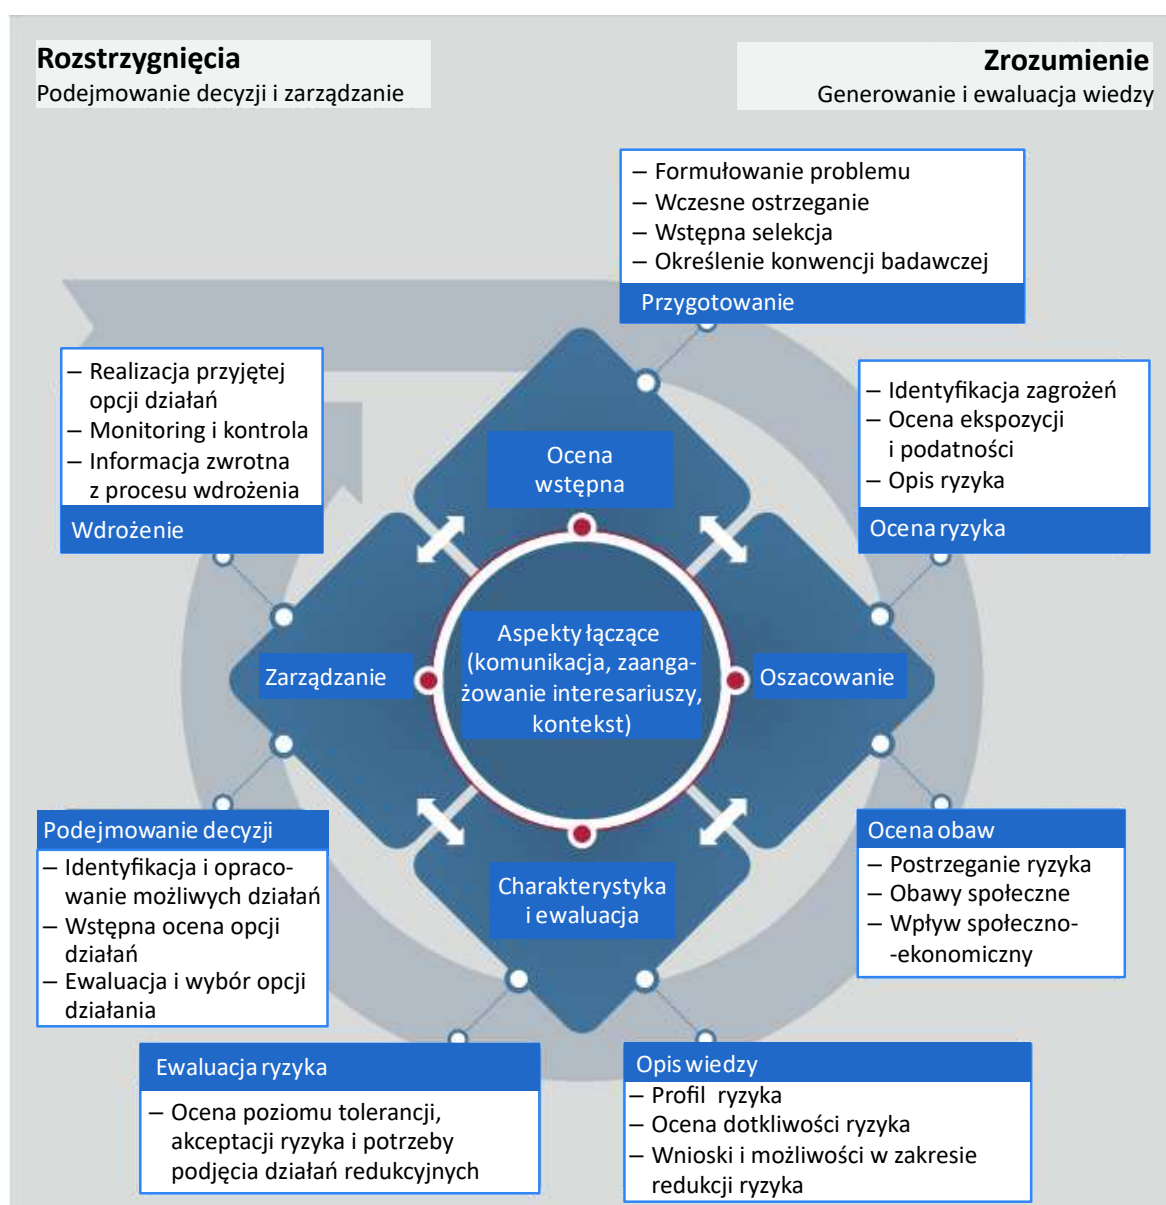 Rozstrzygnięcia
Podejmowanie decyzji i zarządzanie
Zrozumienie
Generowanie i ewaluacja wiedzy
– Formułowanie problemu
– Wczesne ostrzeganie
– Wstępna selekcja
– Określenie konwencji badawczej
Przygotowanie
– Realizacja przyjętej
opcji działań
– Monitoring i kontrola
– Informacja zwrotna
z procesu wdrożenia
Wdrożenie
– Identyfikacja zagrożeń
– Ocena ekspozycji
i podatności
– Opis ryzyka
Ocena ryzyka
Ocena
wstępna
Zarządzanie
Aspekty łączące
(komunikacja, zaanga-
żowanie interesariuszy,
kontekst)
Oszacowanie
Charakterystyka
i ewaluacja
Podejmowanie decyzji
– Identyfikacja i opraco-
wanie możliwych działań
– Wstępna ocena opcji
działań
– Ewaluacja i wybór opcji
działania
Ocena obaw
– Postrzeganie ryzyka
– Obawy społeczne
– Wpływ społeczno-
-ekonomiczny
Ewaluacja ryzyka
– Ocena poziomu tolerancji,
akceptacji ryzyka i potrzeby
podjęcia działań redukcyjnych
Opis wiedzy
– Profil ryzyka
– Ocena dotkliwości ryzyka
– Wnioski i możliwości w zakresie
redukcji ryzyka